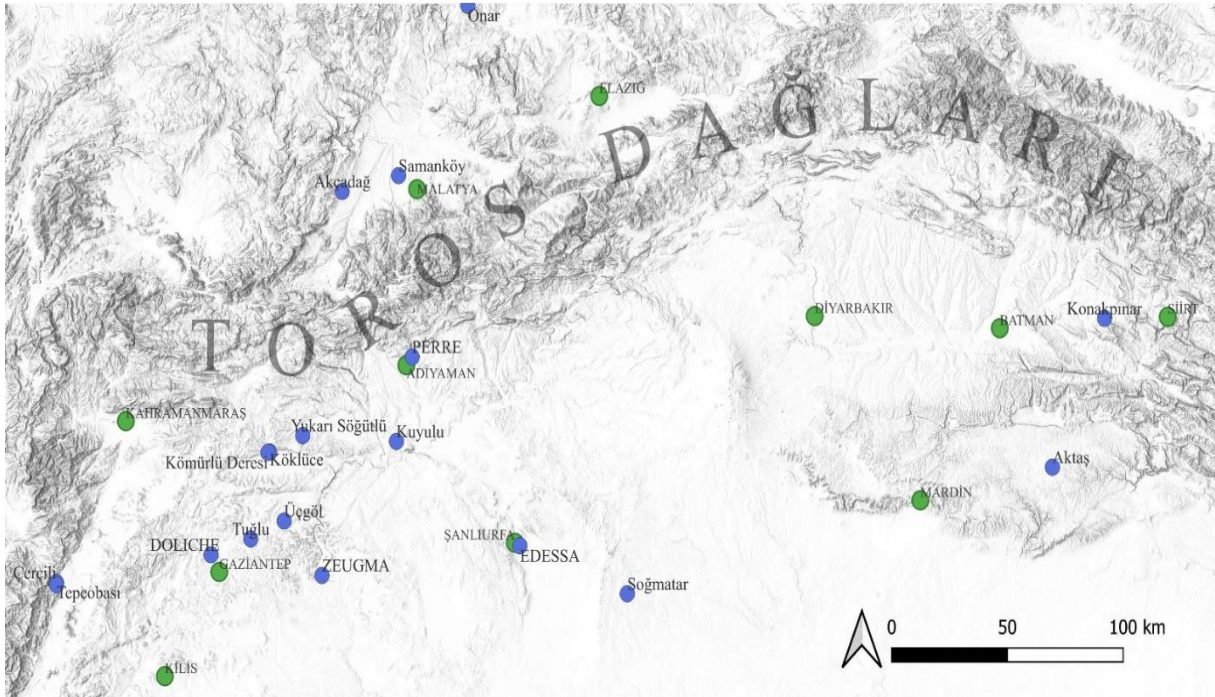 Onar
ELAZIĞ
TOROS DAĞLARI
Samanköy
Akçadağ
MALATYA
DİYARBAKIR
BATMAN
Konakpınar
SİİRT
PERRE
ADIYAMAN
KAHRAMANMARAŞ
Yukarı Söğütlü
Kuyulu
Kömürlü Deresi
Köklüce
Aktaş
MARDİN
Üçgöl
Tuğlu
ŞANLIURFA
EDESSA
DOLICHE
GAZİANTEP
ZEUGMA
Çerçili
Tepeobası
Soğmatar
KİLİS
0 50 100 km